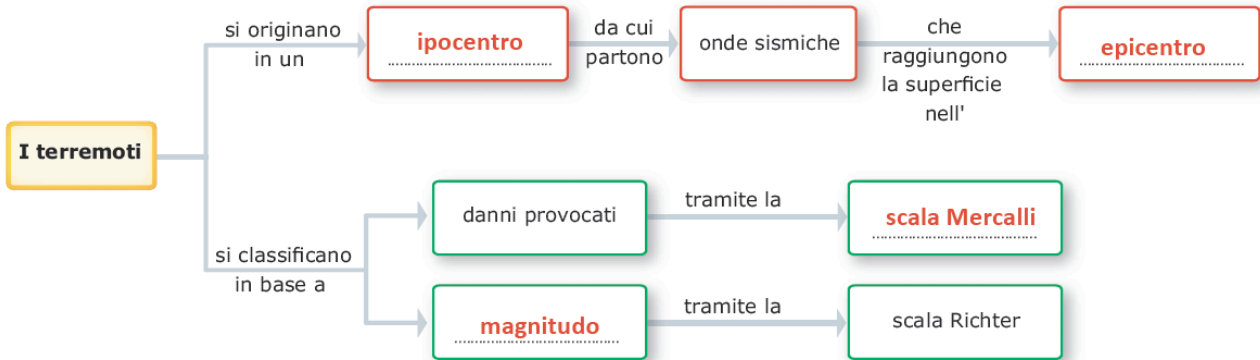 I terremoti
si originano
in un
ipocentro
da cui
partono
onde sismiche
che
raggiungono
la superficie
nell'
epicentro
si classificano
in base a
danni provocati
tramite la
scala Mercalli
magnitudo
tramite la
scala Richter